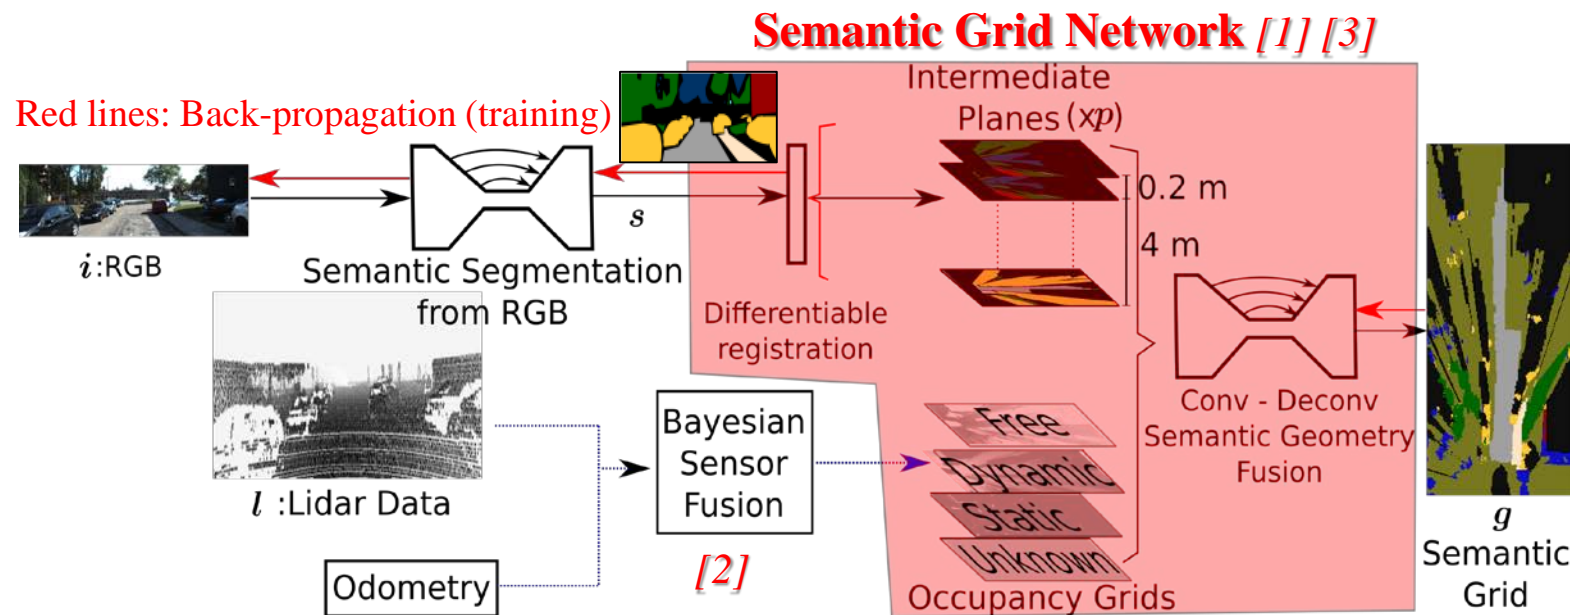 Semantic Grid Network [1] [3]
Red lines: Back-propagation (training)
Intermediate
Planes (xp)
0.2 m
4 m
s
i:RGB
Semantic Segmentation
from RGB
Differentiable
registration
l :Lidar Data
Bayesian
Sensor
Fusion
[2]
Odometry
Free
Dynamic
Static
Unknown
Occupancy Grids
Conv - Deconv
Semantic Geometry
Fusion
g
Semantic
Grid